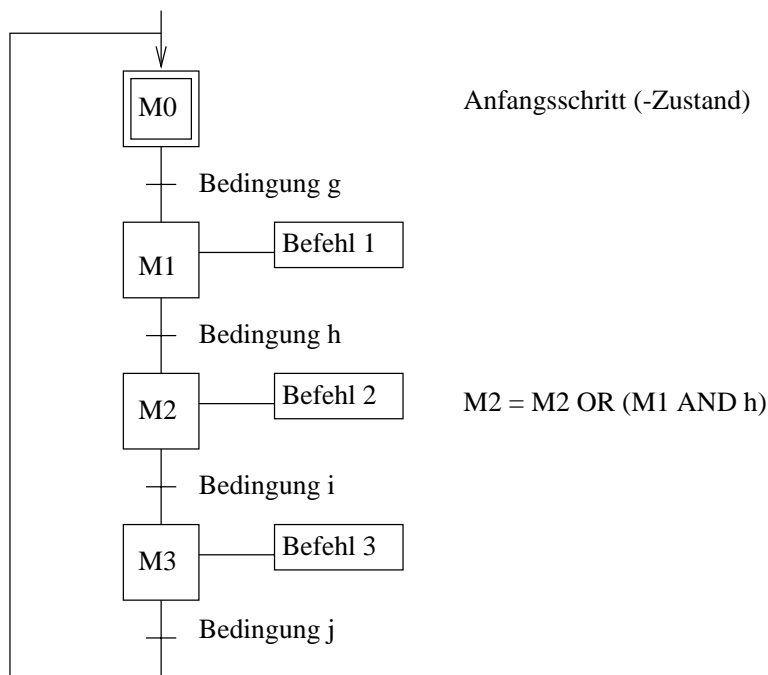 M0
Anfangsschritt (-Zustand)
Bedingung g
M1
Befehl 1
Bedingung h
M2
Befehl 2
M2 = M2 OR (M1 AND h)
Bedingung i
M3
Befehl 3
Bedingung j